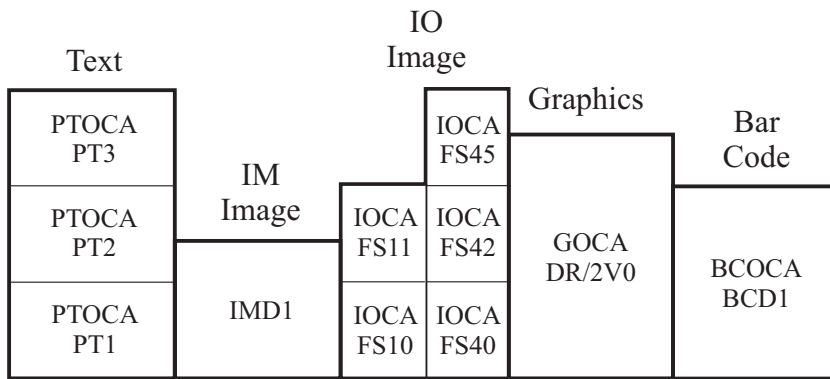 Text
PTOCA
PT3
PTOCA
PT2
PTOCA
PT1
IM
Image
IMD1
IO
Image
IOCA
FS11
IOCA
FS10
IOCA
FS45
IOCA
FS42
IOCA
FS40
Graphics
GOCA
DR/2V0
Bar
Code
BCOCA
BCD1